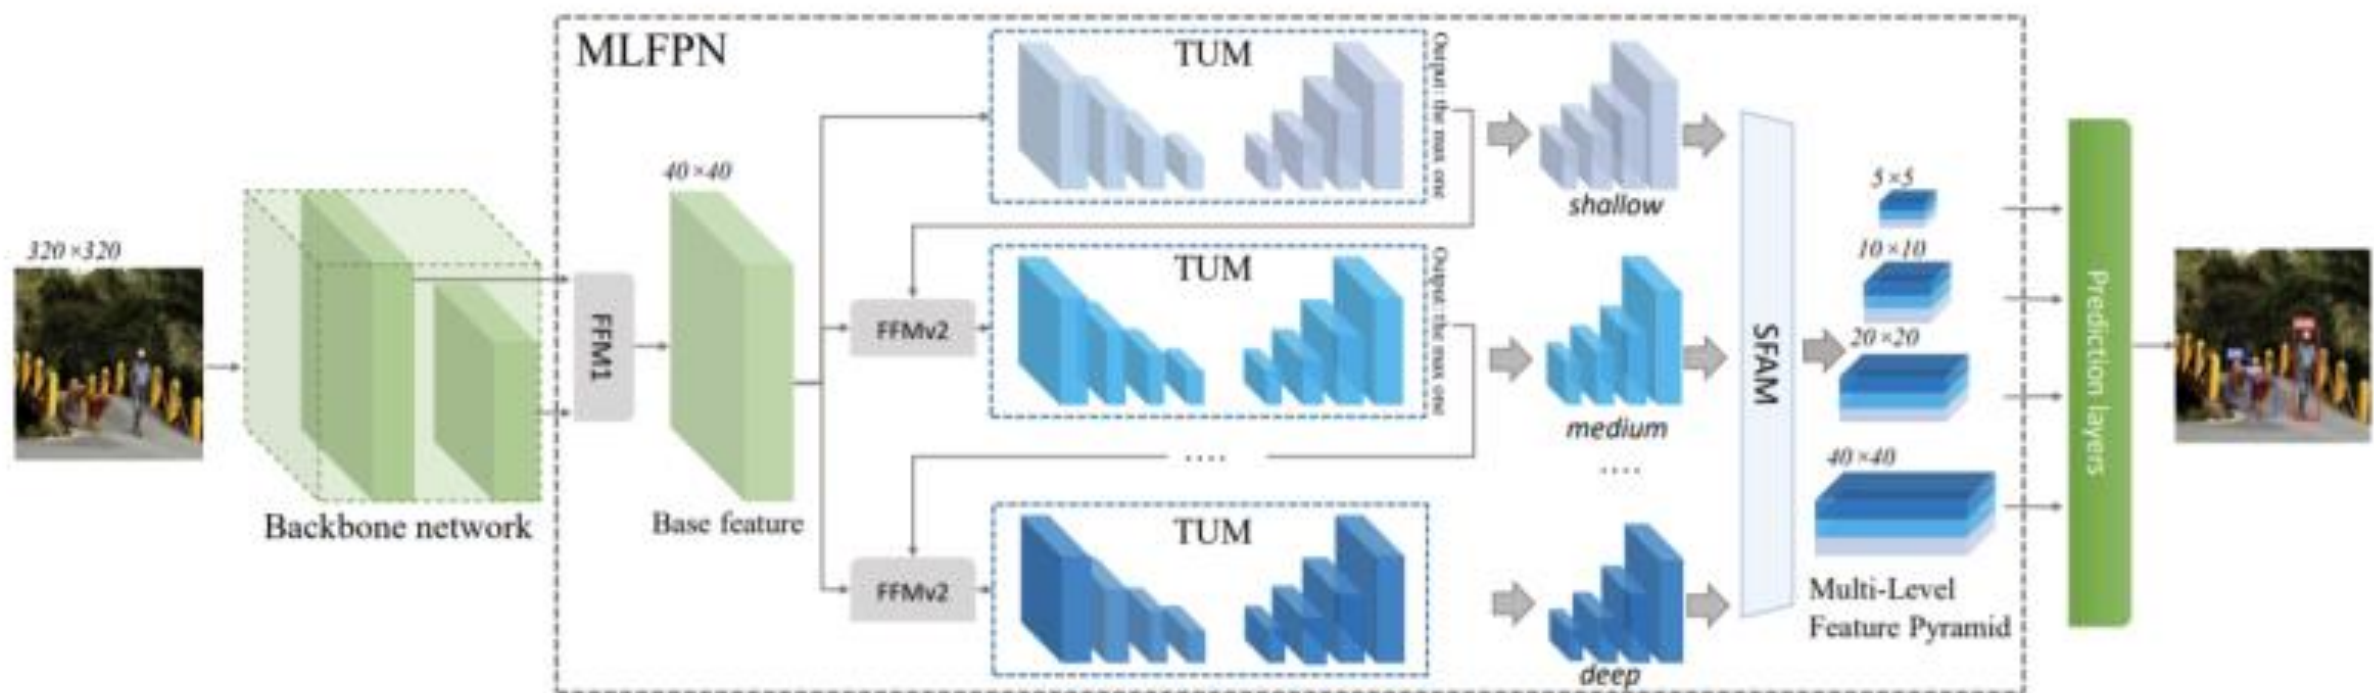 MLFPN
320×320
Backbone network
FFM1
40×40
Base feature
TUM
Output: the max one
shallow
FFMv2
TUM
Output: the max one
medium
....
....
FFMv2
TUM
deep
SFAM
5×5
10×10
20×20
40×40
Multi-Level
Feature Pyramid
Prediction layers